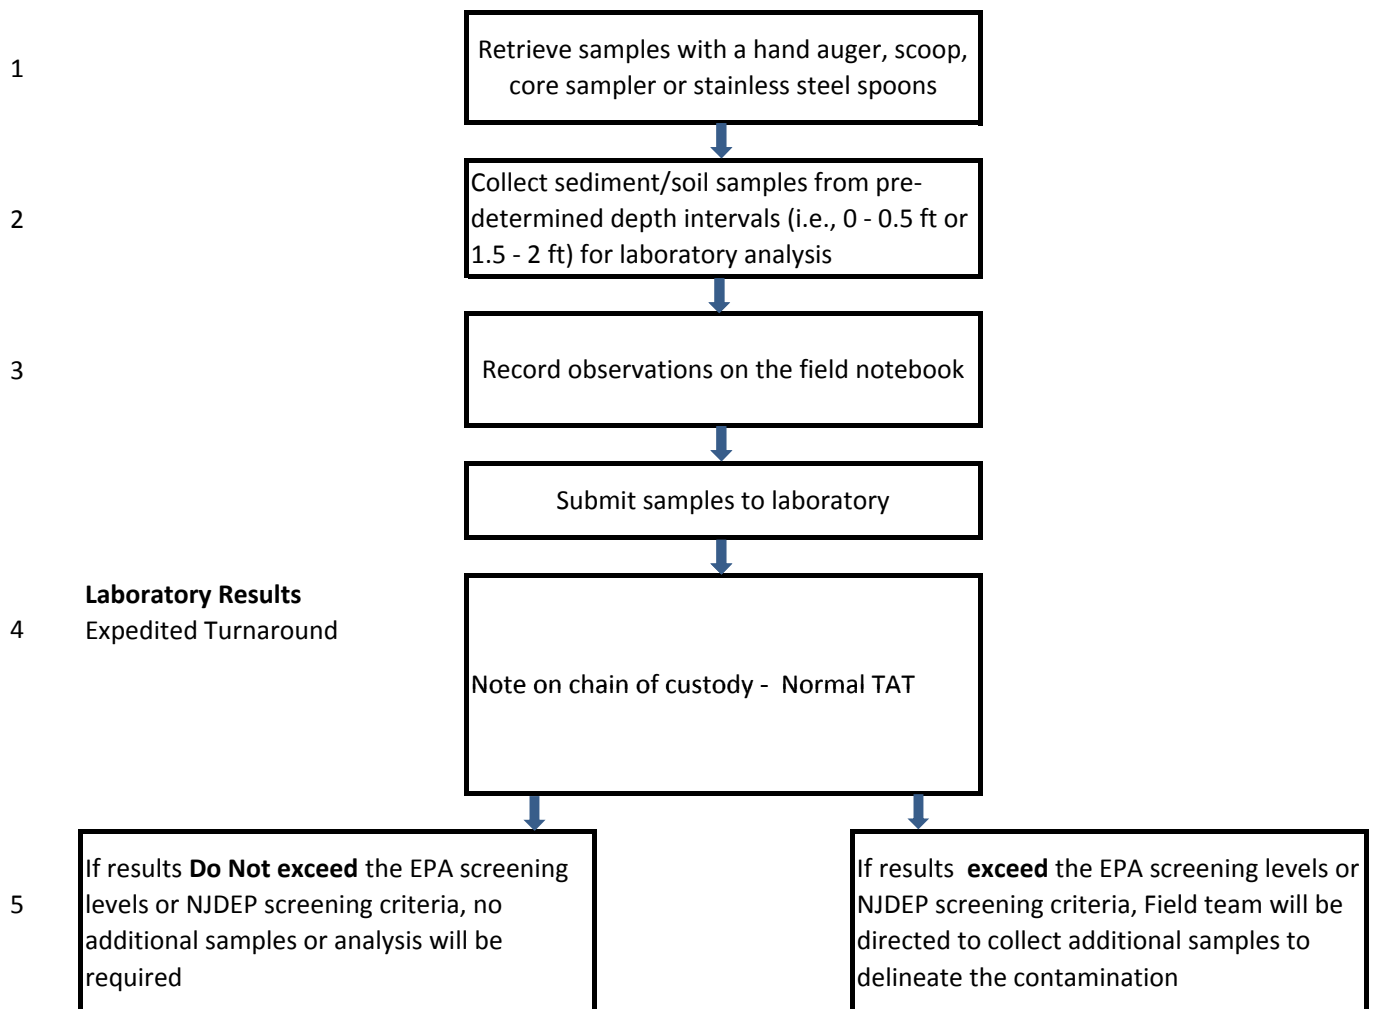 1
Retrieve samples with a hand auger, scoop,
core sampler or stainless steel spoons
2
Collect sediment/soil samples from pre-
determined depth intervals (i.e., 0 - 0.5 ft or
1.5 - 2 ft) for laboratory analysis
3
Record observations on the field notebook
Submit samples to laboratory
Laboratory Results
4
Expedited Turnaround
Note on chain of custody - Normal TAT
5
If results Do Not exceed the EPA screening
levels or NJDEP screening criteria, no
additional samples or analysis will be
required
If results exceed the EPA screening levels or
NJDEP screening criteria, Field team will be
directed to collect additional samples to
delineate the contamination